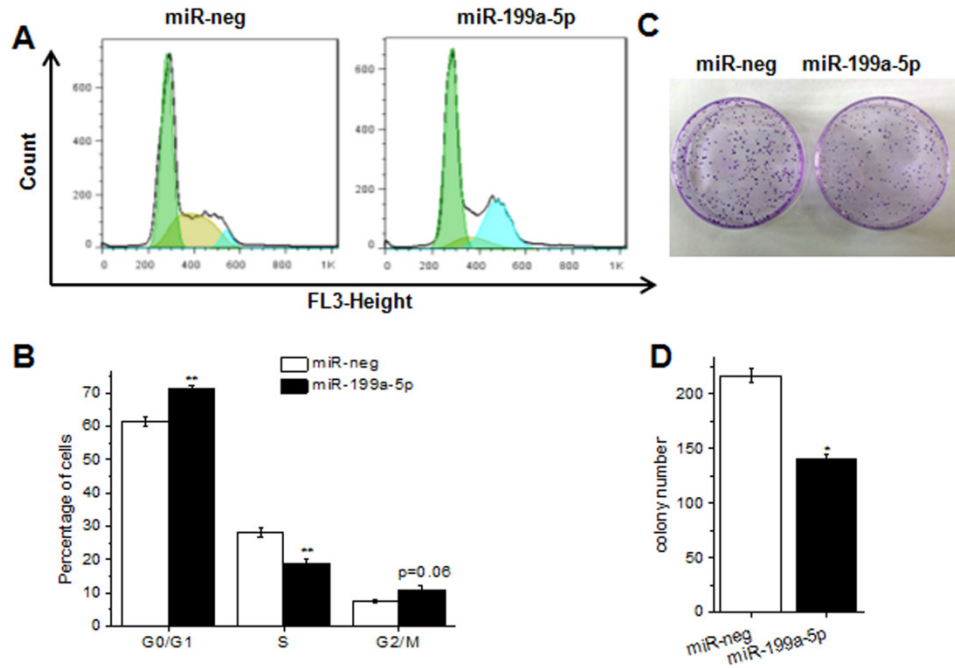 A
miR-neg
miR-199a-5p
C
miR-neg
miR-199a-5p
Count
600
400
200
0
0
200
400
600
800
1K
600
400
200
0
0
200
400
600
800
1K
FL3-Height
B
miR-neg
miR-199a-5p
Percentage of cells
70
60
50
40
30
20
10
0
**
**
p=0.06
G0/G1
S
G2/M
D
colony number
200
150
100
50
0
*
miR-neg
miR-199a-5p